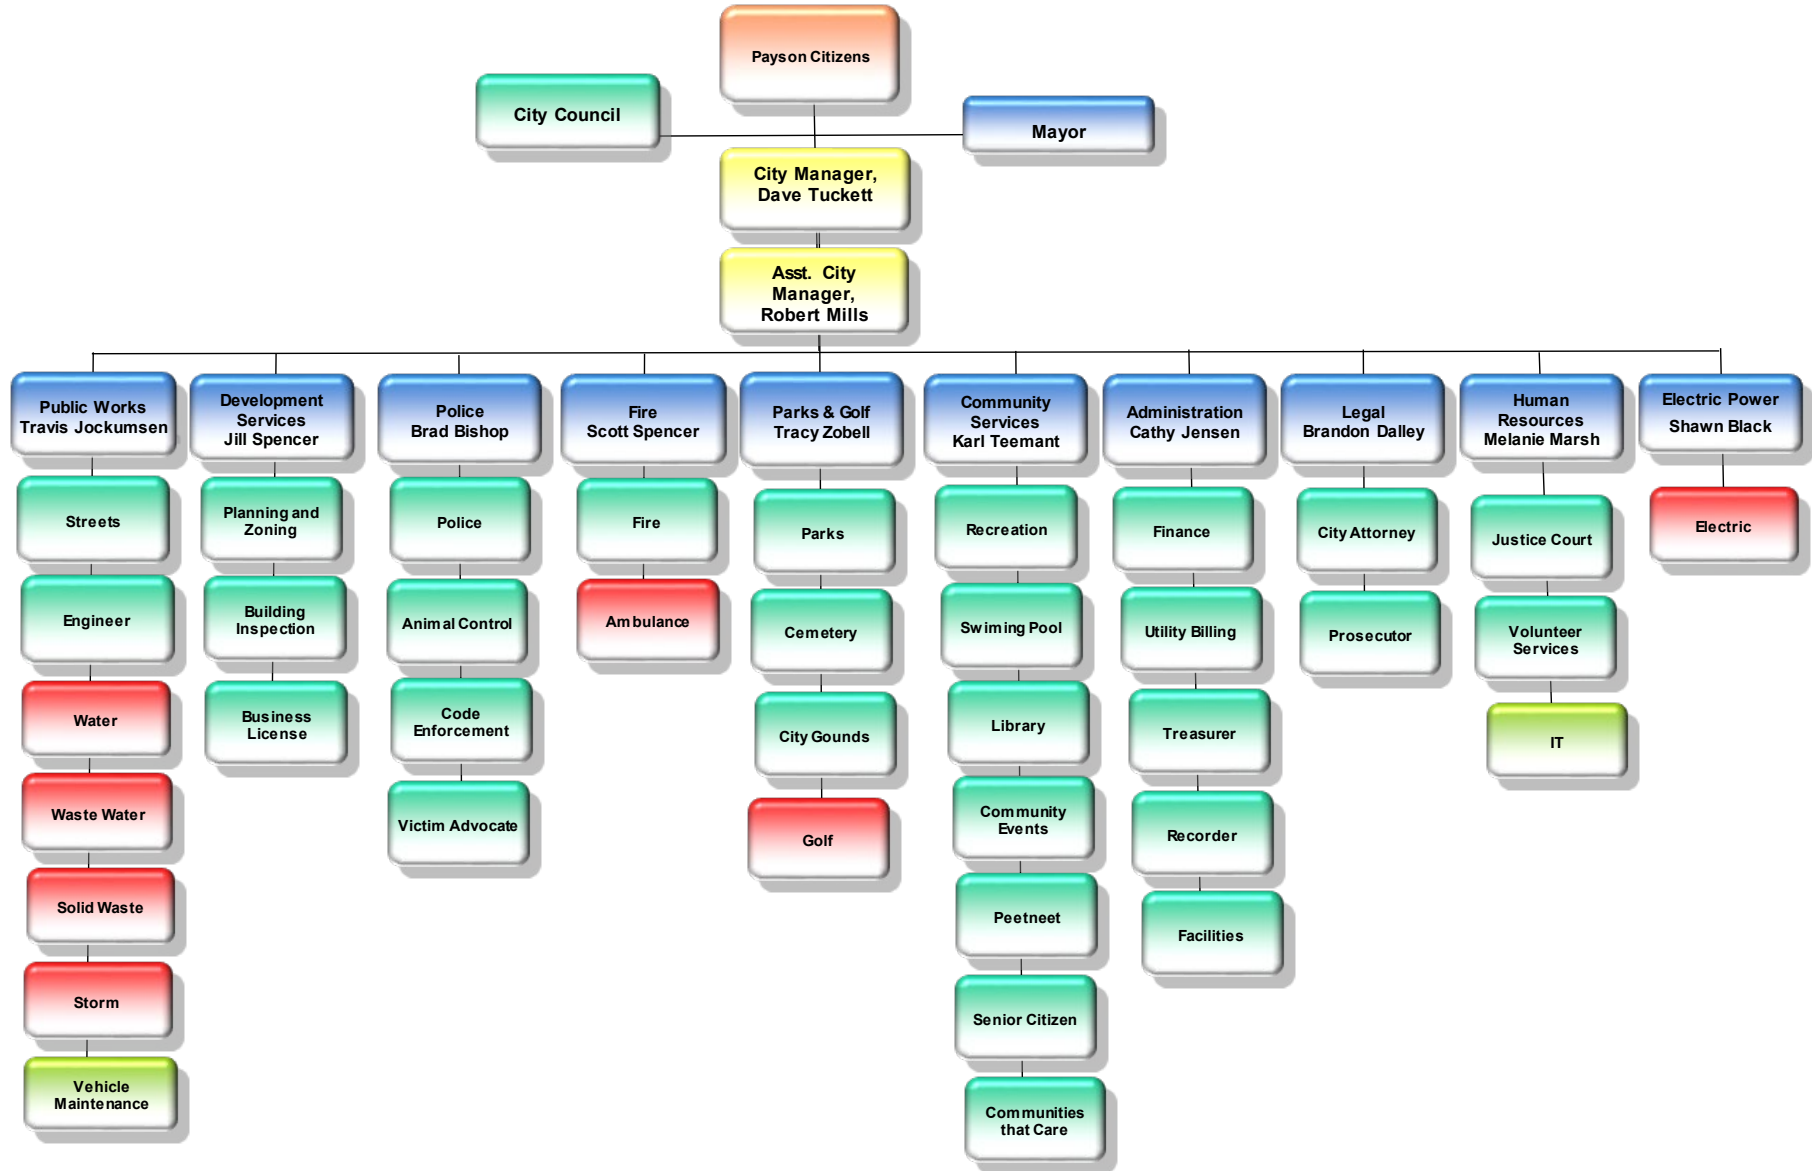 Payson Citizens
City Council
Mayor
City Manager,
Dave Tuckett
Asst. City
Manager,
Robert Mills
Public Works
Travis Jockumsen
Development
Services
Jill Spencer
Police
Brad Bishop
Fire
Scott Spencer
Parks & Golf
Tracy Zobell
Community
Services
Karl Teemant
Administration
Cathy Jensen
Legal
Brandon Dalley
Human
Resources
Melanie Marsh
Electric Power
Shawn Black
Streets
Engineer
Water
Waste Water
Solid Waste
Storm
Vehicle
Maintenance
Planning and
Zoning
Building
Inspection
Business
License
Police
Animal Control
Code
Enforcement
Victim Advocate
Fire
Ambulance
Parks
Cemetery
City Gounds
Golf
Recreation
Swiming Pool
Library
Community
Events
Peetneet
Senior Citizen
Communities
that Care
Finance
Utility Billing
Treasurer
Recorder
Facilities
City Attorney
Prosecutor
Justice Court
Volunteer
Services
IT
Electric